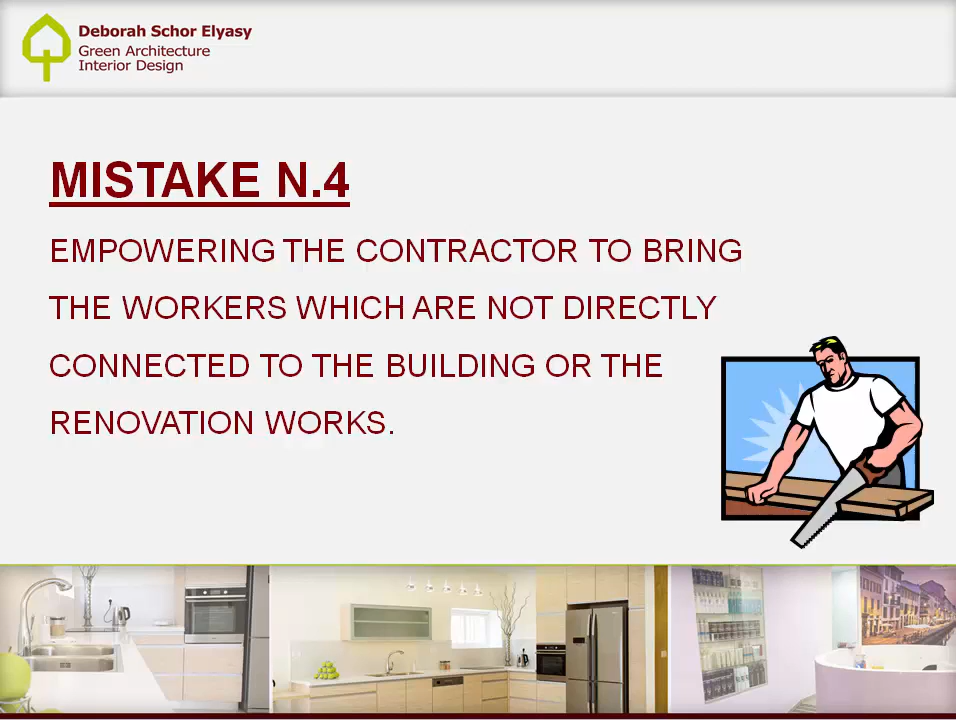 Deborah Schor Elyasy
Green Architecture
Interior Design
MISTAKE N.4
EMPOWERING THE CONTRACTOR TO BRING
THE WORKERS WHICH ARE NOT DIRECTLY
CONNECTED TO THE BUILDING OR THE
RENOVATION WORKS.